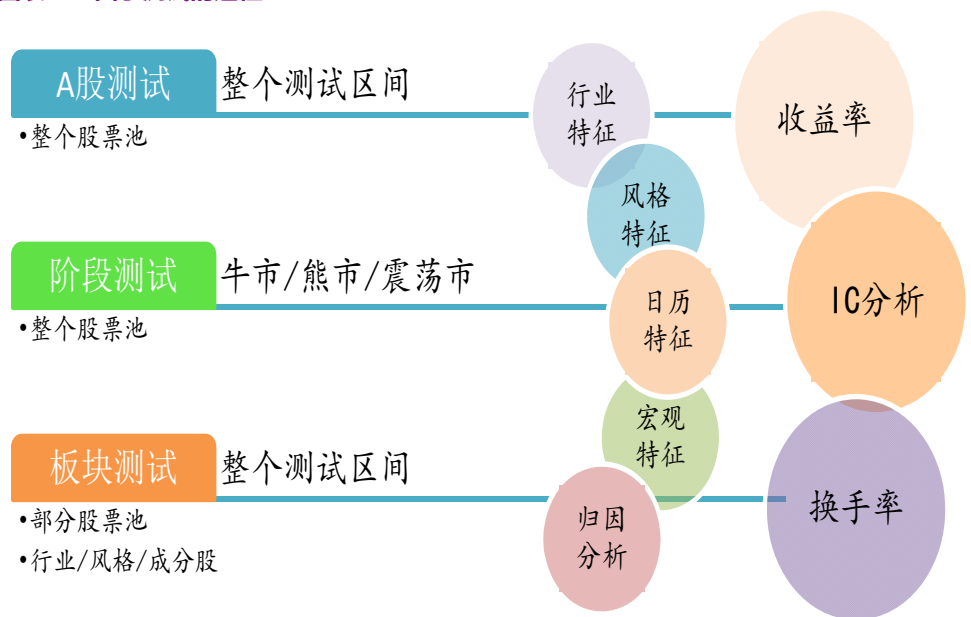 A股测试
整个测试区间
•整个股票池
阶段测试
牛市/熊市/震荡市
•整个股票池
板块测试
整个测试区间
•部分股票池
•行业/风格/成分股
行业
特征
风格
特征
日历
特征
宏观
特征
归因
分析
收益率
IC分析
换手率